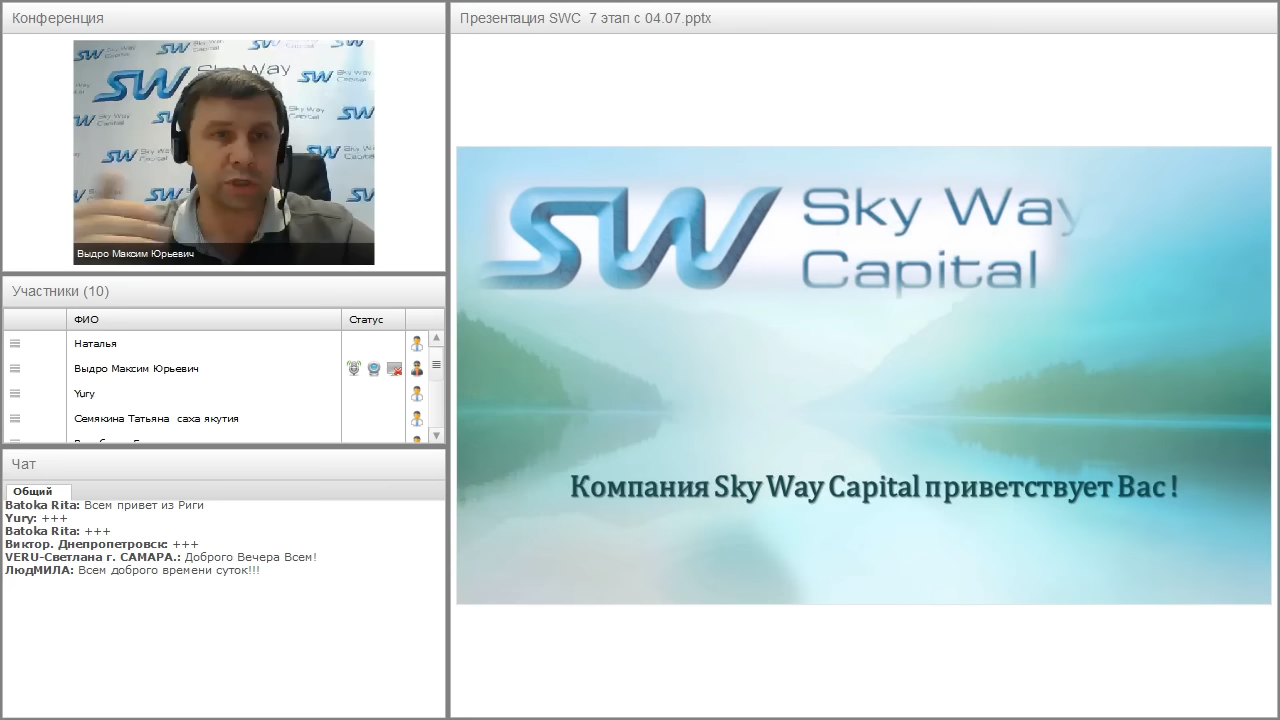 Конференция
SW Sky Way
Capital
Выдро Максим Юрьевич
Участники (10)
ФИО Статус
Наталья
Выдро Максим Юрьевич
Yury
Семякина Татьяна саха якутия
Чат
Общий
Batoka Rita: Всем привет из Риги
Yury: +++
Batoka Rita: +++
Виктор. Днепропетровск: +++
VERU-Светлана г. САМАРА.: Доброго Вечера Всем!
ЛюдМИЛА: Всем доброго времени суток!!!
Презентация SWC 7 этап с 04.07.pptx
SW Sky Way
Capital
Компания Sky Way Capital приветствует Вас !